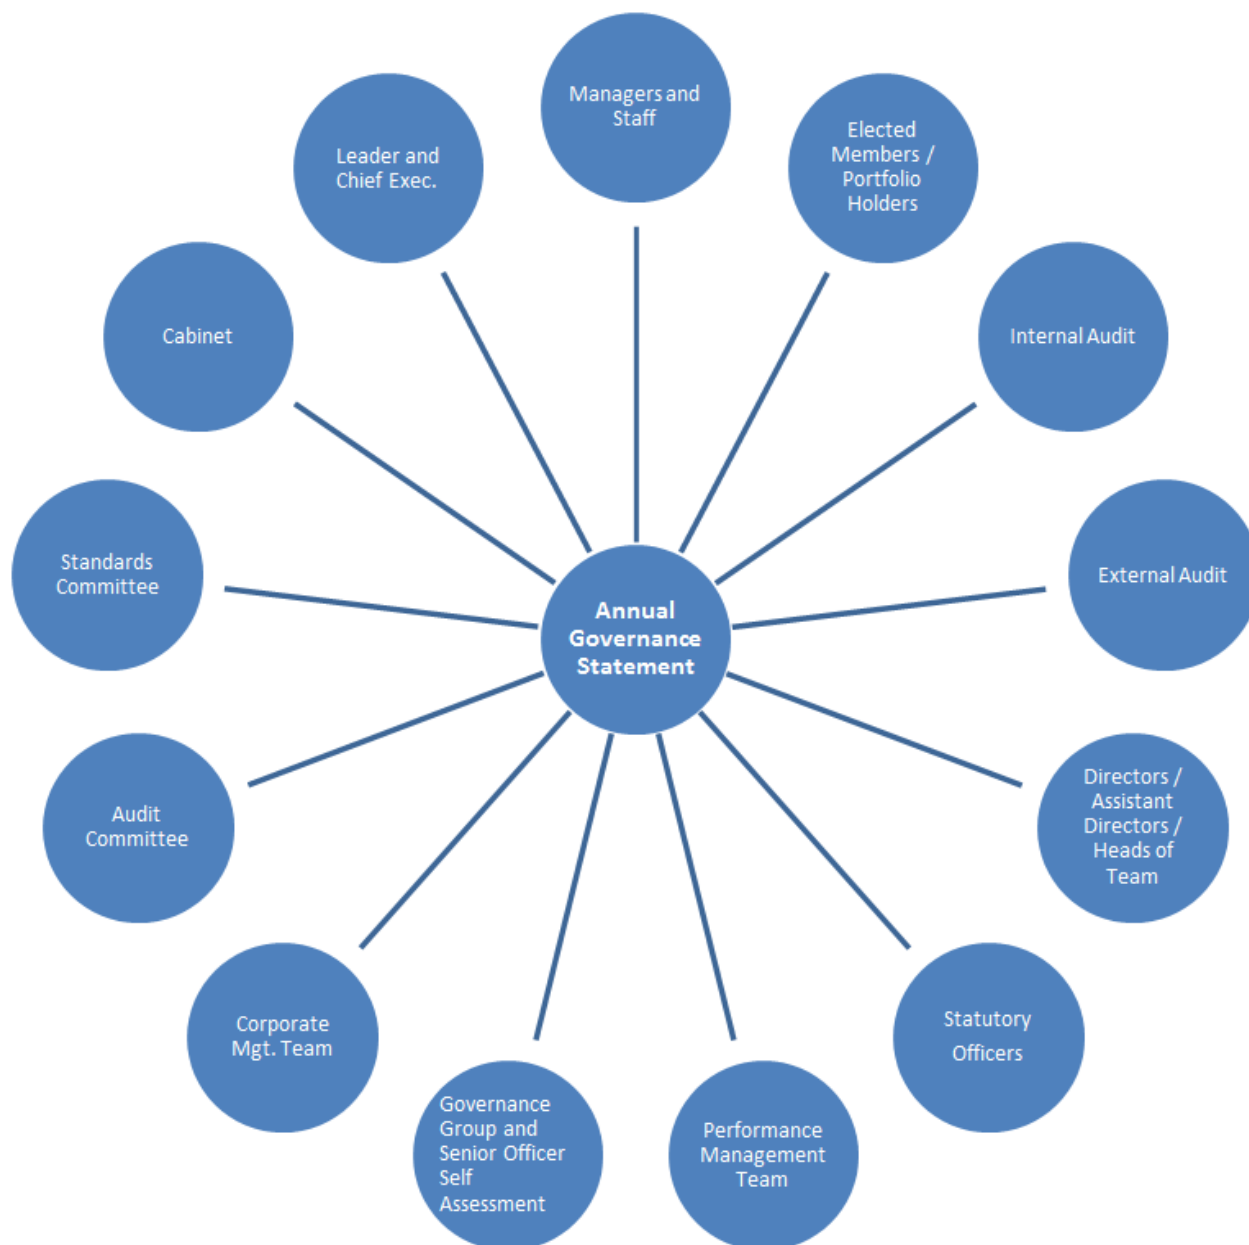 Managers and
Staff
Elected
Members /
Portfolio
Holders
Internal Audit
External Audit
Directors /
Assistant
Directors /
Heads of
Team
Statutory
Officers
Performance
Management
Team
Governance
Group and
Senior Officer
Self
Assessment
Corporate
Mgt. Team
Audit
Committee
Standards
Committee
Cabinet
Leader and
Chief Exec.
Annual
Governance
Statement